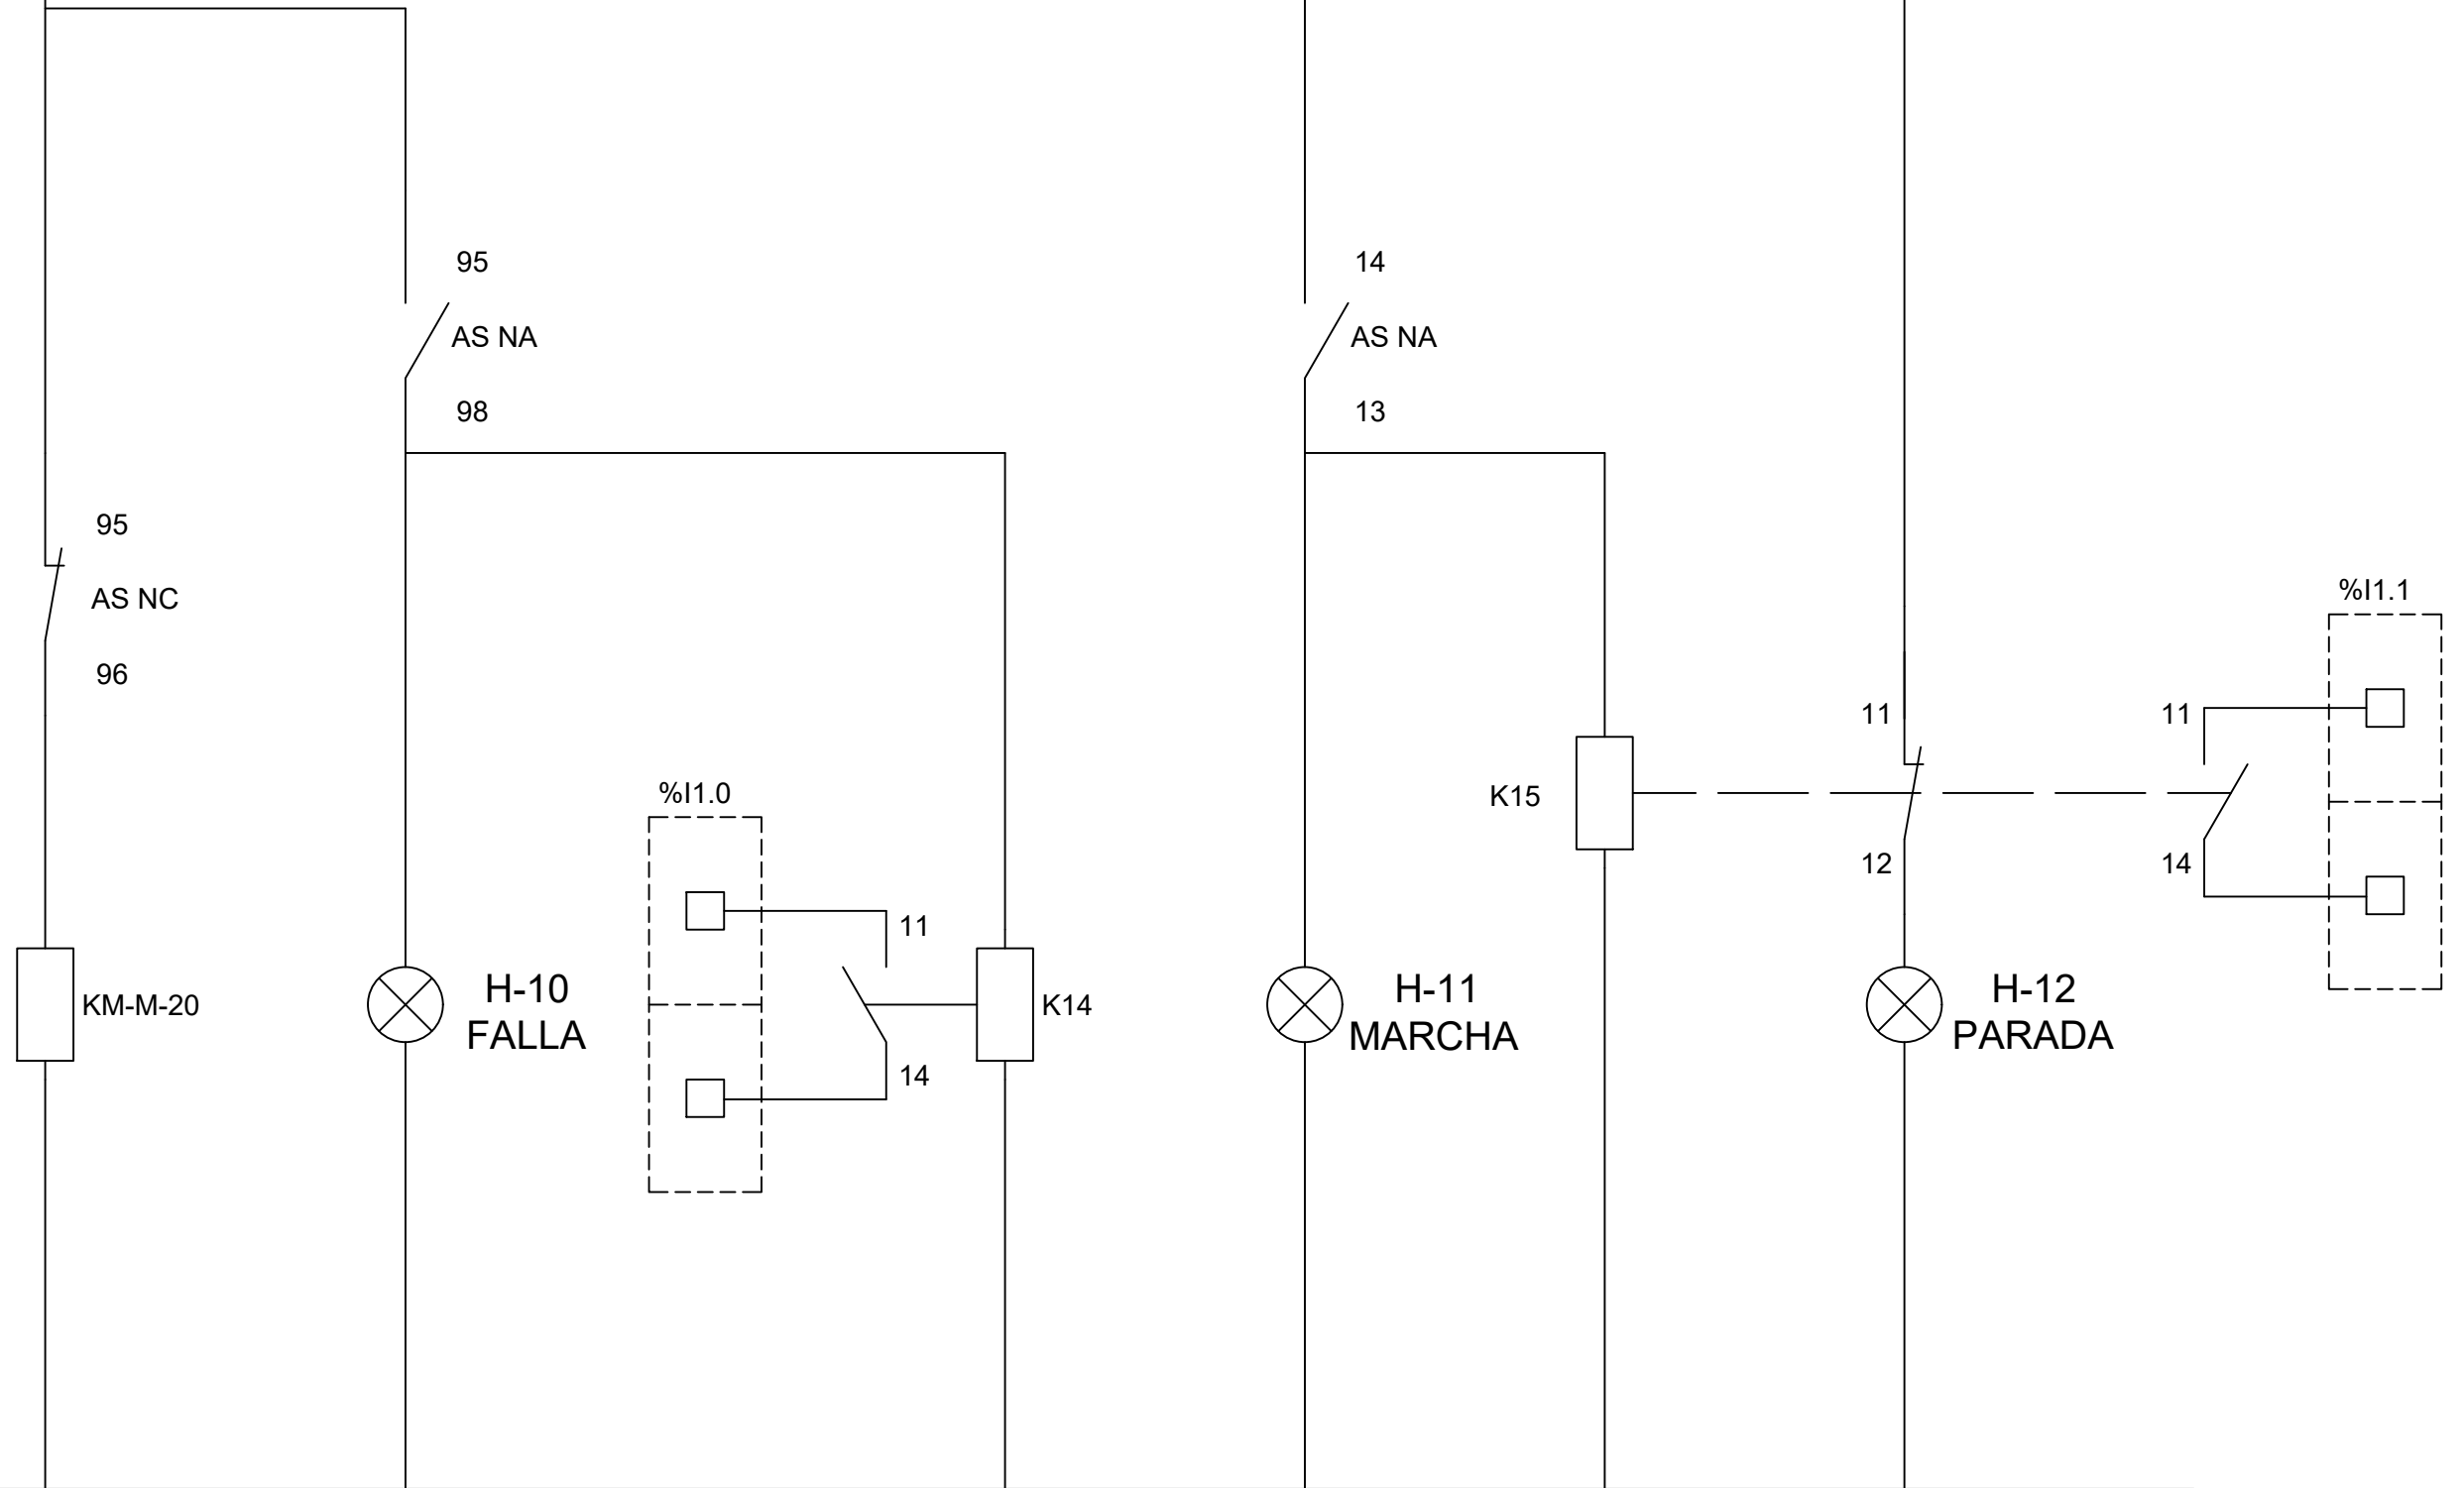 95
AS NA
98
14
AS NA
13
95
AS NC
96
%I1.1
11
12
11
14
K15
%I1.0
11
14
KM-M-20
H-10
FALLA
K14
H-11
MARCHA
H-12
PARADA